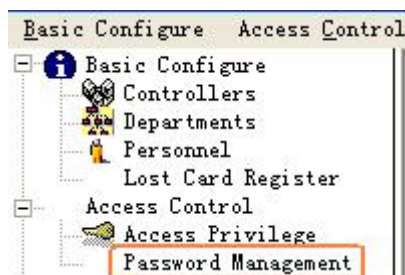 Basic Configure Access Control
Basic Configure
Controllers
Departments
Personnel
Lost Card Register
Access Control
Access Privilege
Password Management